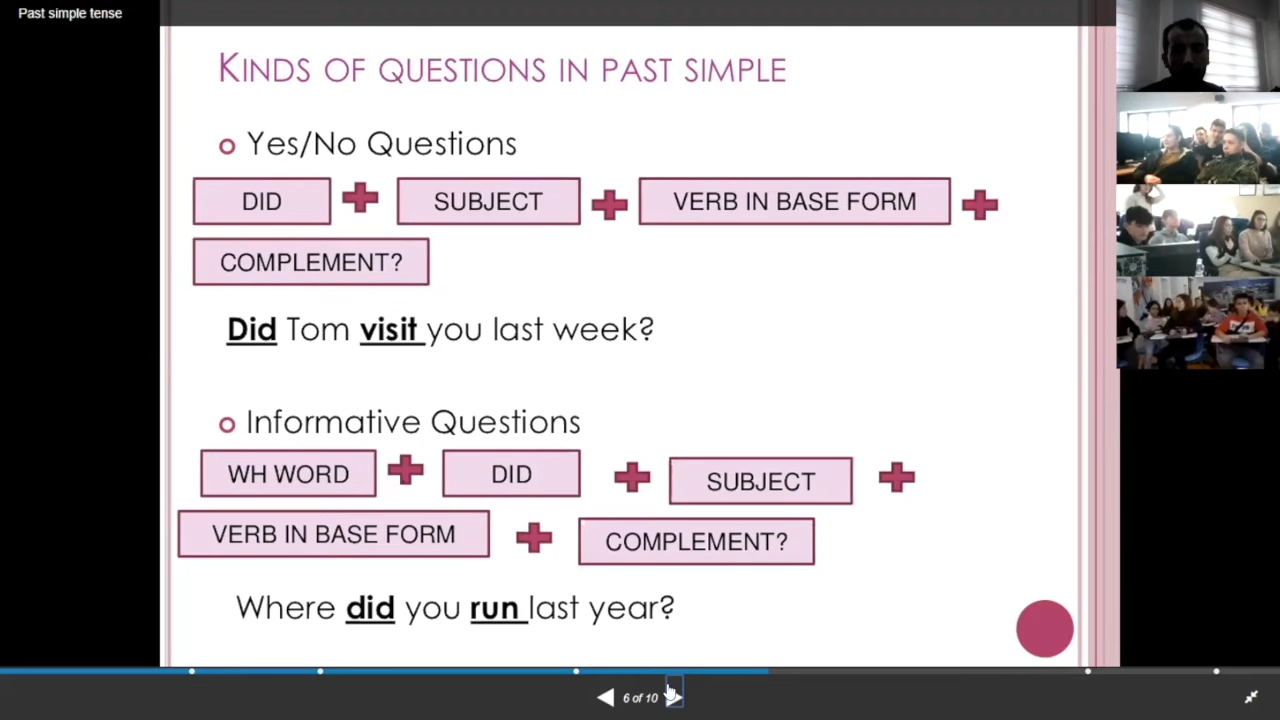 Past simple tense
KINDS OF QUESTIONS IN PAST SIMPLE
Yes/No Questions
DID + SUBJECT + VERB IN BASE FORM +
COMPLEMENT?
Did Tom visit you last week?
Informative Questions
WH WORD + DID + SUBJECT +
VERB IN BASE FORM + COMPLEMENT?
Where did you run last year?
6 of 10